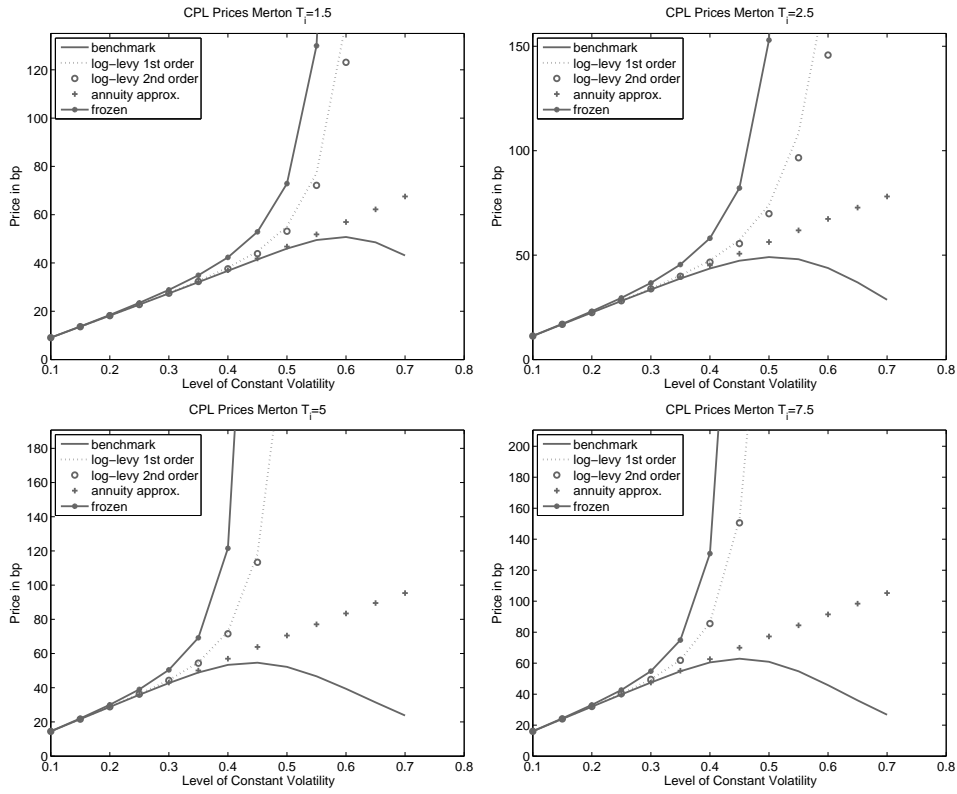 CPL Prices Merton Ti=1.5
benchmark
log−levy 1st order
log−levy 2nd order
annuity approx.
frozen
Price in bp
120
100
80
60
40
20
0
0.1 0.2 0.3 0.4 0.5 0.6 0.7 0.8
Level of Constant Volatility
CPL Prices Merton Ti=2.5
benchmark
log−levy 1st order
log−levy 2nd order
annuity approx.
frozen
Price in bp
150
100
50
0
0.1 0.2 0.3 0.4 0.5 0.6 0.7 0.8
Level of Constant Volatility
CPL Prices Merton Ti=5
benchmark
log−levy 1st order
log−levy 2nd order
annuity approx.
frozen
Price in bp
180
160
140
120
100
80
60
40
20
0
0.1 0.2 0.3 0.4 0.5 0.6 0.7 0.8
Level of Constant Volatility
CPL Prices Merton Ti=7.5
benchmark
log−levy 1st order
log−levy 2nd order
annuity approx.
frozen
Price in bp
200
180
160
140
120
100
80
60
40
20
0
0.1 0.2 0.3 0.4 0.5 0.6 0.7 0.8
Level of Constant Volatility